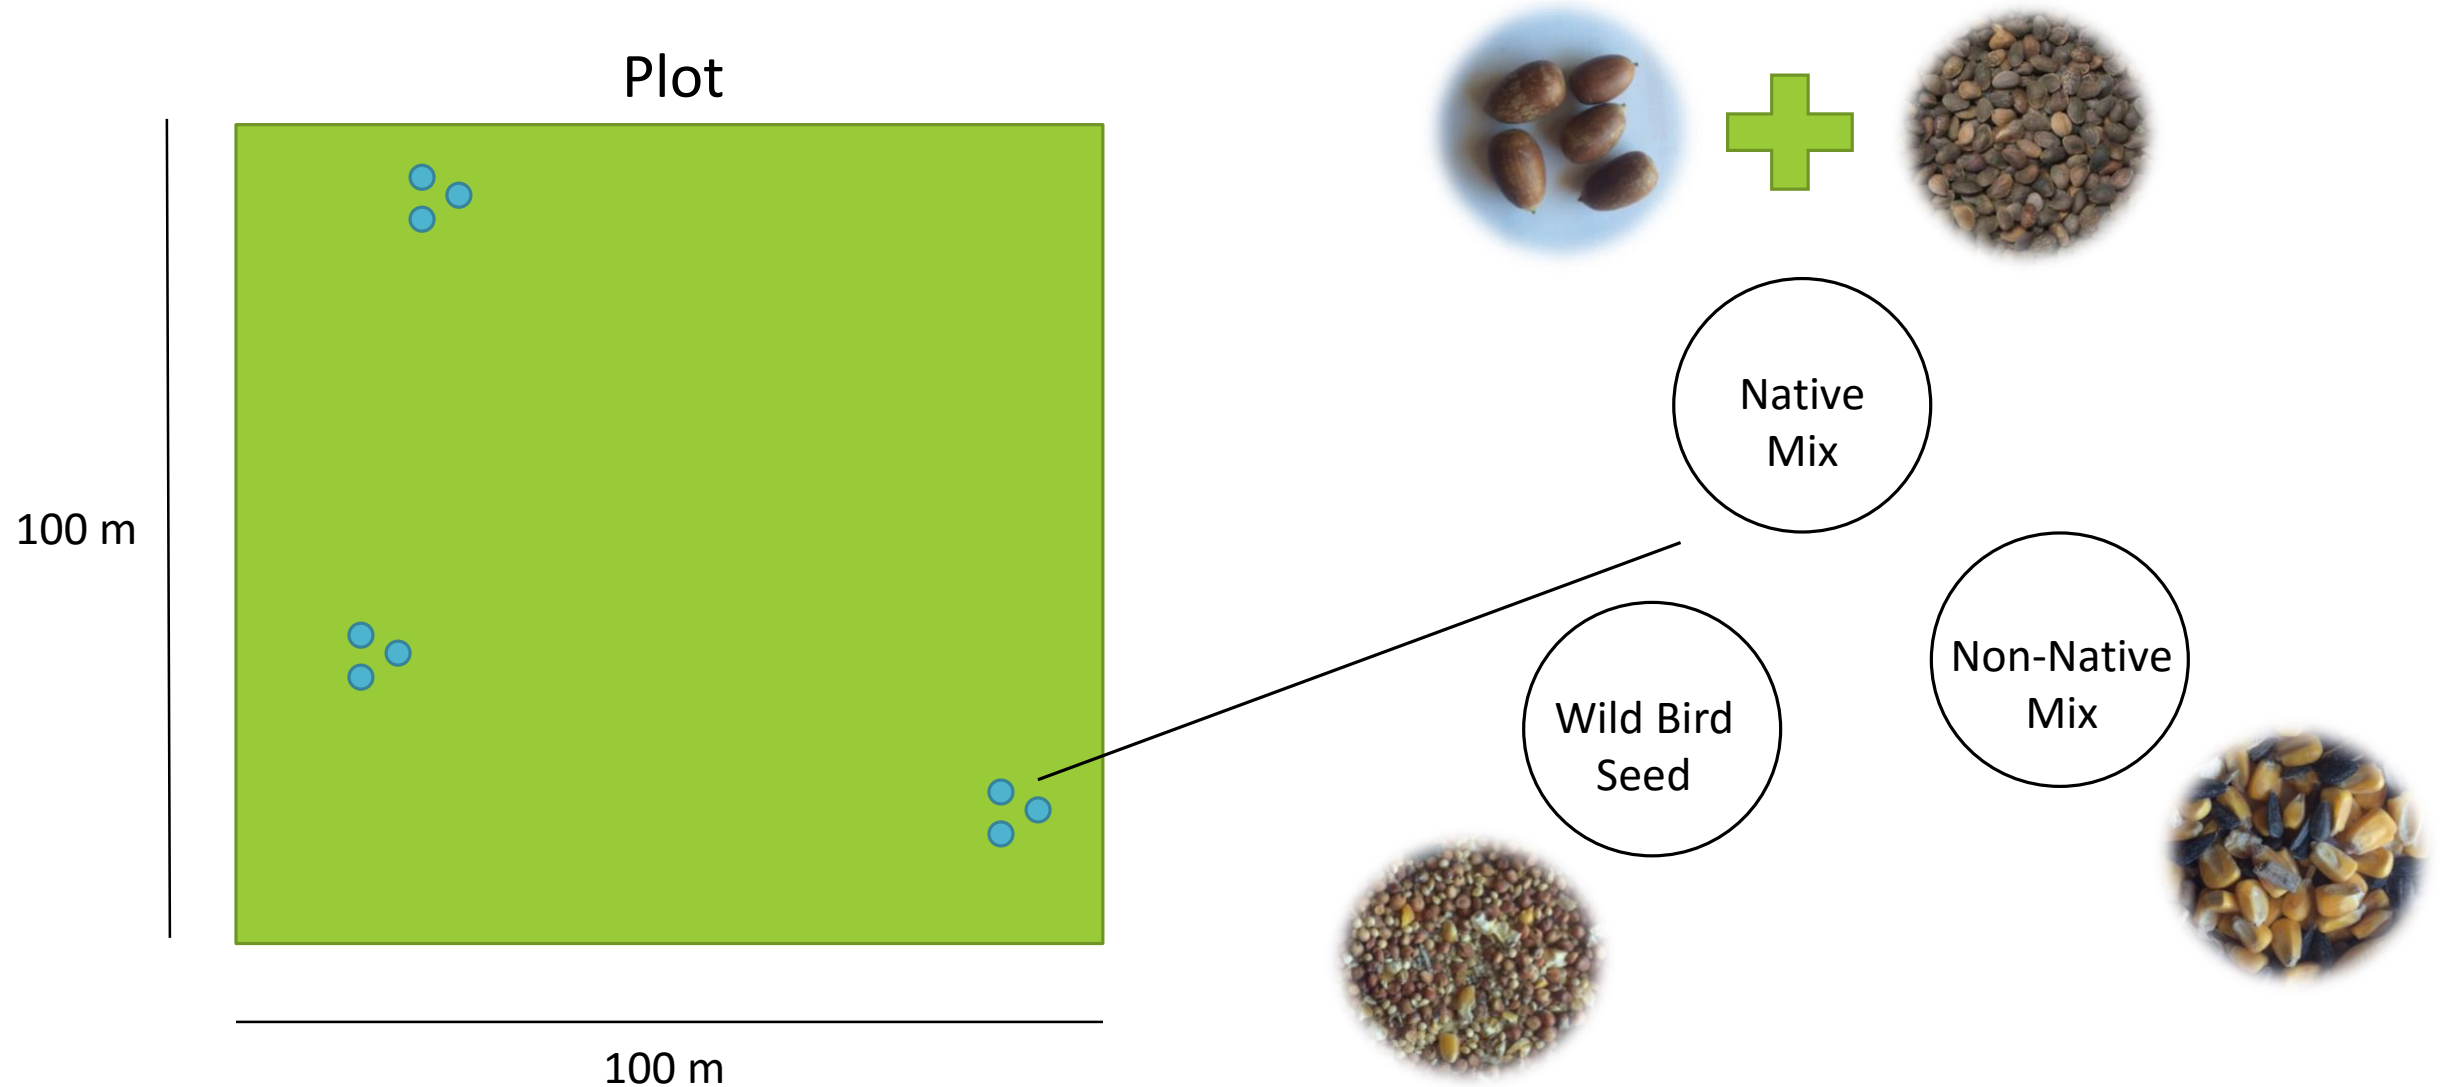 Plot
100 m
100 m
Native
Mix
Non-Native
Mix
Wild Bird
Seed